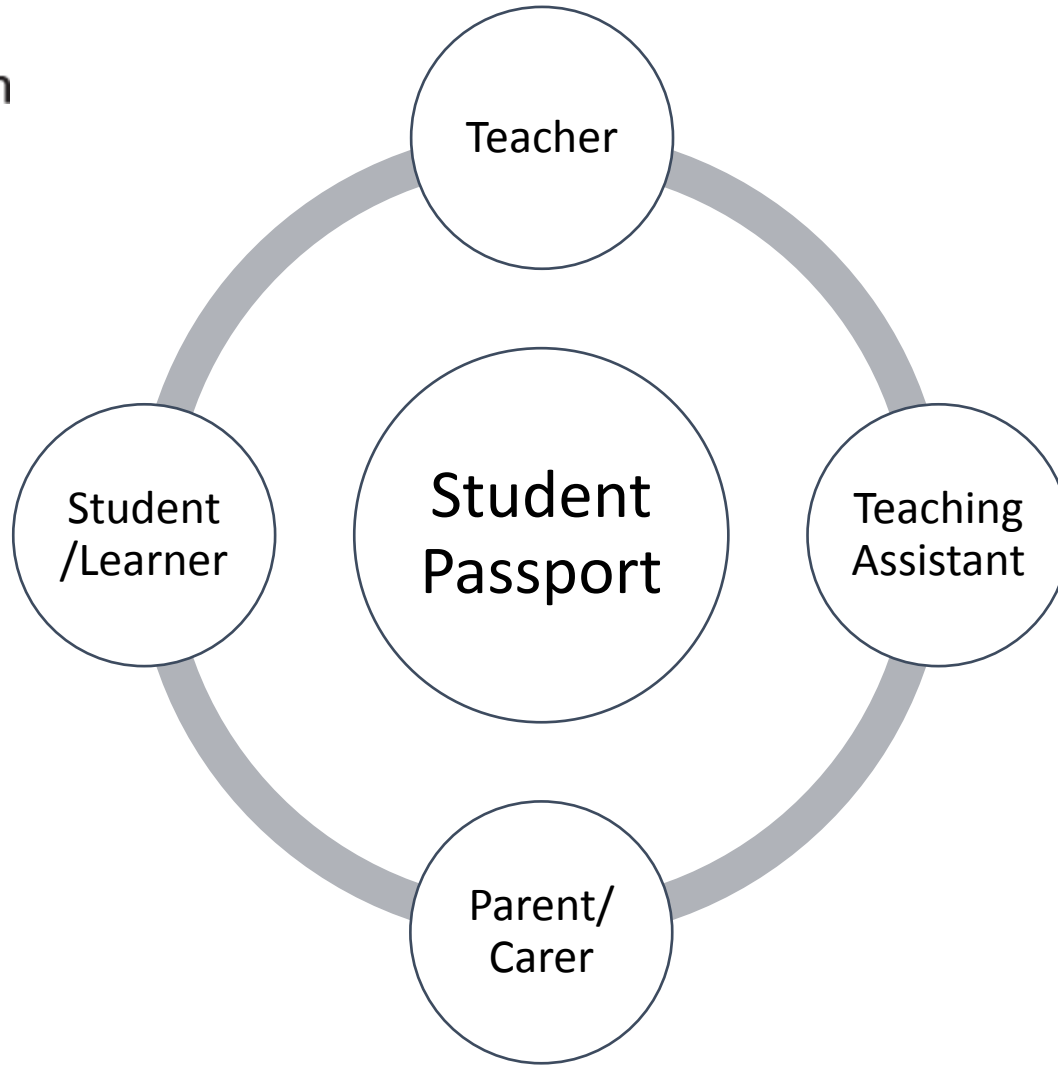 Teacher
Student
/Learner
Student
Passport
Teaching
Assistant
Parent/
Carer